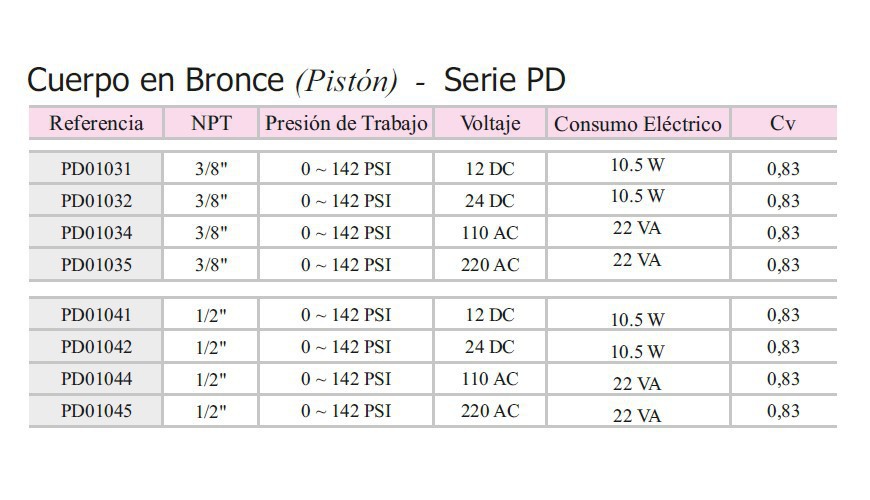 Cuerpo en Bronce (Pistón) - Serie PD
Referencia NPT Presión de Trabajo Voltaje Consumo Eléctrico Cv
PD01031 3/8" 0 ~ 142 PSI 12 DC 10.5 W 0,83
PD01032 3/8" 0 ~ 142 PSI 24 DC 10.5 W 0,83
PD01034 3/8" 0 ~ 142 PSI 110 AC 22 VA 0,83
PD01035 3/8" 0 ~ 142 PSI 220 AC 22 VA 0,83
PD01041 1/2" 0 ~ 142 PSI 12 DC 10.5 W 0,83
PD01042 1/2" 0 ~ 142 PSI 24 DC 10.5 W 0,83
PD01044 1/2" 0 ~ 142 PSI 110 AC 22 VA 0,83
PD01045 1/2" 0 ~ 142 PSI 220 AC 22 VA 0,83